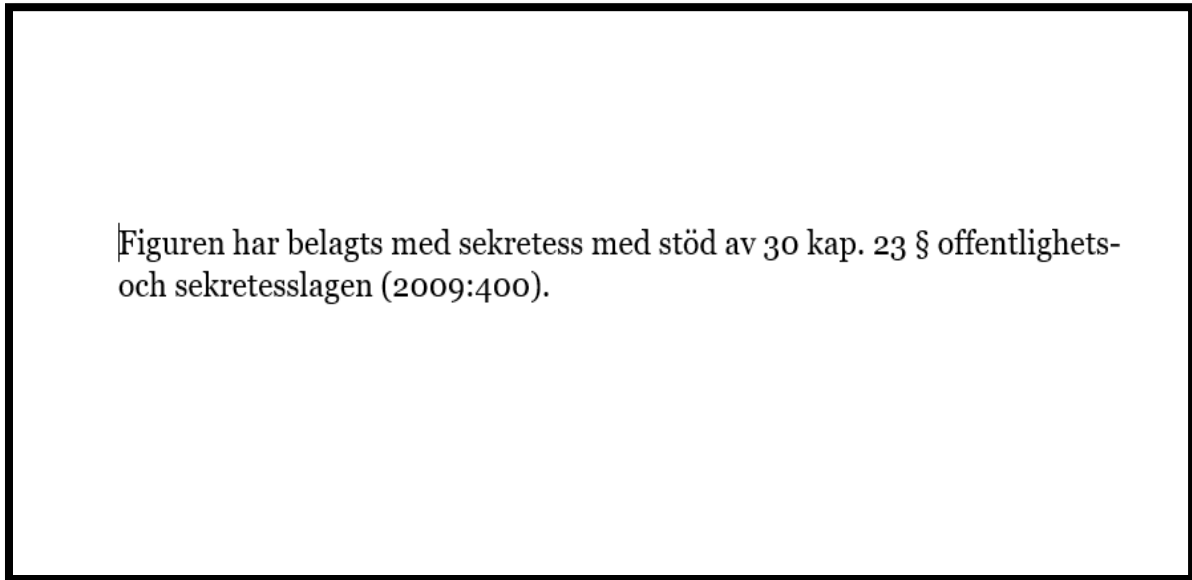 Figuren har belagts med sekretess med stöd av 30 kap. 23 § offentlighets-
och sekretesslagen (2009:400).